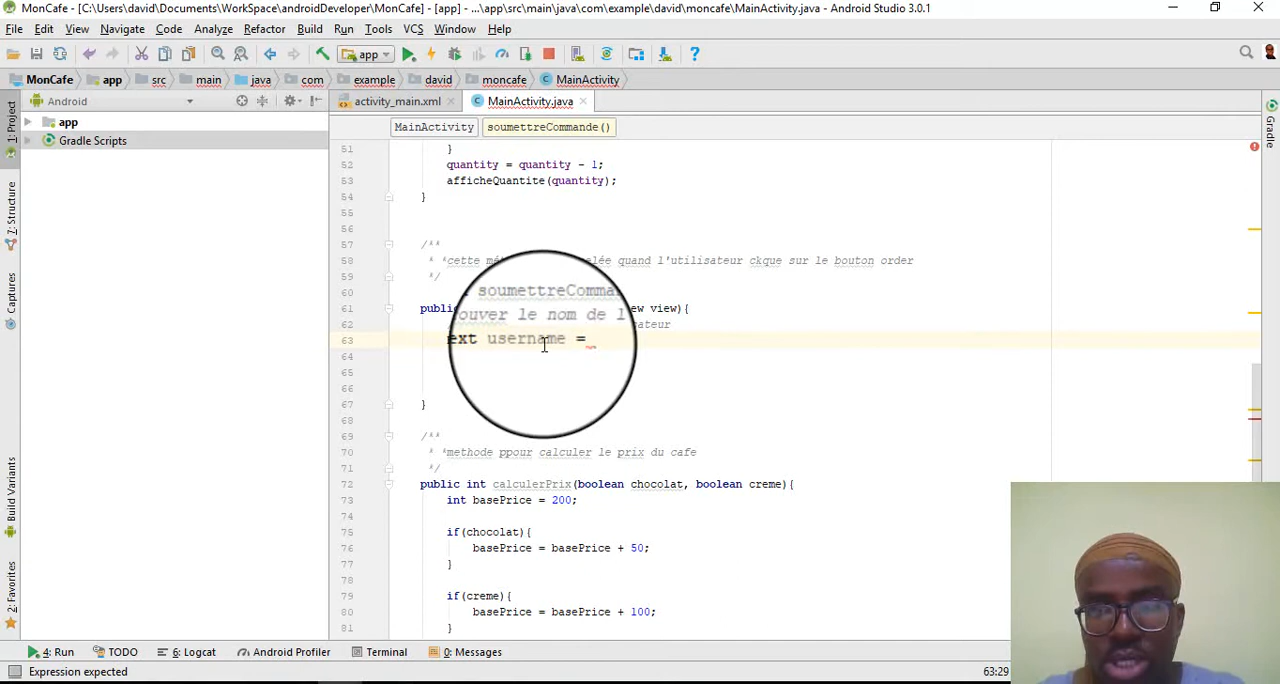 MonCafe - [C:\Users\david\Documents\WorkSpace\androidDeveloper\MonCafe] - [app] - ...\app\src\main\java\com\example\david\moncafe\MainActivity.java - Android Studio 3.0.1
File Edit View Navigate Code Analyze Refactor Build Run Tools VCS Window Help
app
MonCafe app src main java com example david moncafe MainActivity
Android
activity_main.xml MainActivity.java
1: Project
app
Gradle Scripts
Gradle
MainActivity soumettreCommande()
51 }
52 quantity = quantity - 1;
53 afficheQuantite(quantity);
54 }
55
56
57 /**
58 * 'cette mé elée quand l'utilisateur ckque sur le bouton order
59 */
60 soumettreComma
61 publi ew view){
62 ouver le nom de l ateur
63 ext username =
64
65
66
67 }
68
69 /**
70 * 'methode ppour calculer le prix du cafe
71 */
72 public int calculerPrix(boolean chocolat, boolean creme){
73 int basePrice = 200;
74
75 if(chocolat){
76 basePrice = basePrice + 50;
77 }
78
79 if(creme){
80 basePrice = basePrice + 100;
81 }
7: Structure
Captures
Build Variants
2: Favorites
4: Run TODO 6: Logcat Android Profiler Terminal 0: Messages
Expression expected 63:29